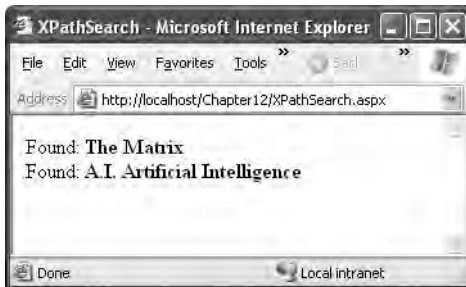 XPathSearch - Microsoft Internet Explorer
File Edit View Favorites Tools »  »
Address http://localhost/Chapter12/XPathSearch.aspx
Found: The Matrix
Found: A.I. Artificial Intelligence
Done Local intranet